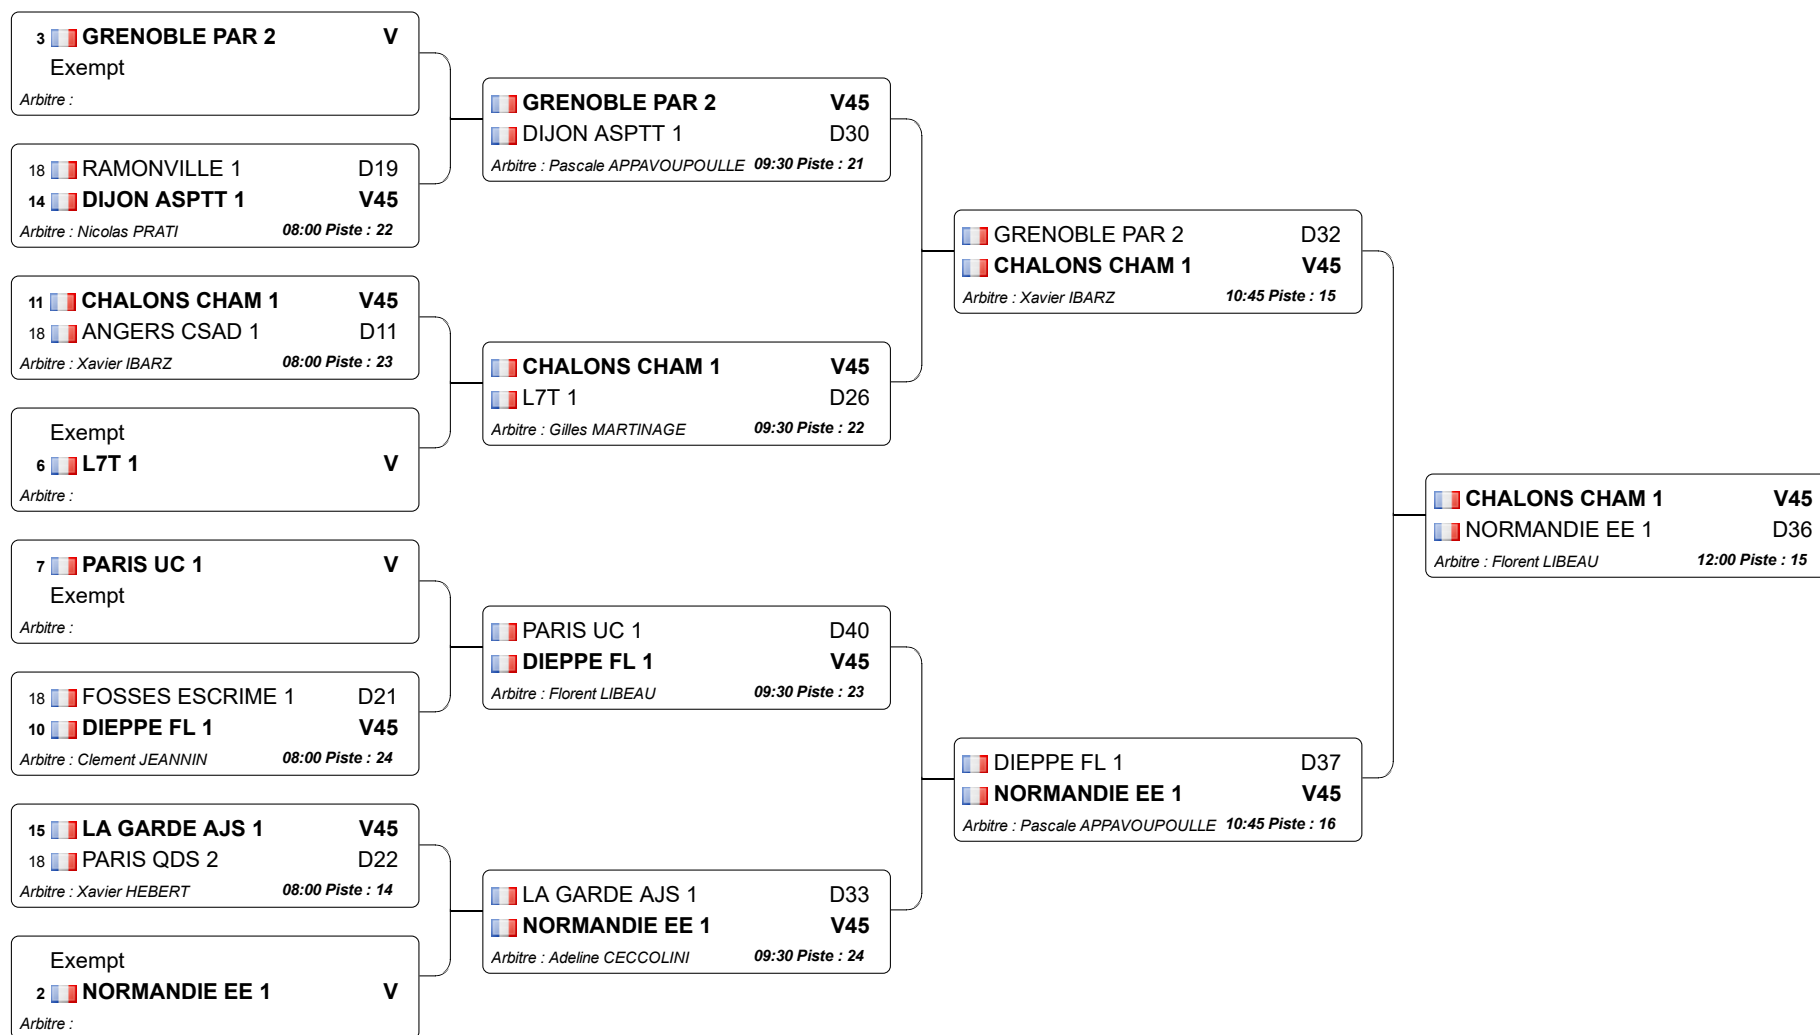 3 GRENOBLE PAR 2 V
Exempt
Arbitre :
18 RAMONVILLE 1 D19
14 DIJON ASPTT 1 V45
Arbitre : Nicolas PRATI 08:00 Piste : 22
11 CHALONS CHAM 1 V45
18 ANGERS CSAD 1 D11
Arbitre : Xavier IBARZ 08:00 Piste : 23
Exempt
6 L7T 1 V
Arbitre :
7 PARIS UC 1 V
Exempt
Arbitre :
18 FOSSES ESCRIME 1 D21
10 DIEPPE FL 1 V45
Arbitre : Clement JEANNIN 08:00 Piste : 24
15 LA GARDE AJS 1 V45
18 PARIS QDS 2 D22
Arbitre : Xavier HEBERT 08:00 Piste : 14
Exempt
2 NORMANDIE EE 1 V
Arbitre :
GRENOBLE PAR 2 V45
DIJON ASPTT 1 D30
Arbitre : Pascale APPAVOUPOULLE 09:30 Piste : 21
CHALONS CHAM 1 V45
L7T 1 D26
Arbitre : Gilles MARTINAGE 09:30 Piste : 22
PARIS UC 1 D40
DIEPPE FL 1 V45
Arbitre : Florent LIBEAU 09:30 Piste : 23
LA GARDE AJS 1 D33
NORMANDIE EE 1 V45
Arbitre : Adeline CECCOLINI 09:30 Piste : 24
GRENOBLE PAR 2 D32
CHALONS CHAM 1 V45
Arbitre : Xavier IBARZ 10:45 Piste : 15
DIEPPE FL 1 D37
NORMANDIE EE 1 V45
Arbitre : Pascale APPAVOUPOULLE 10:45 Piste : 16
CHALONS CHAM 1 V45
NORMANDIE EE 1 D36
Arbitre : Florent LIBEAU 12:00 Piste : 15